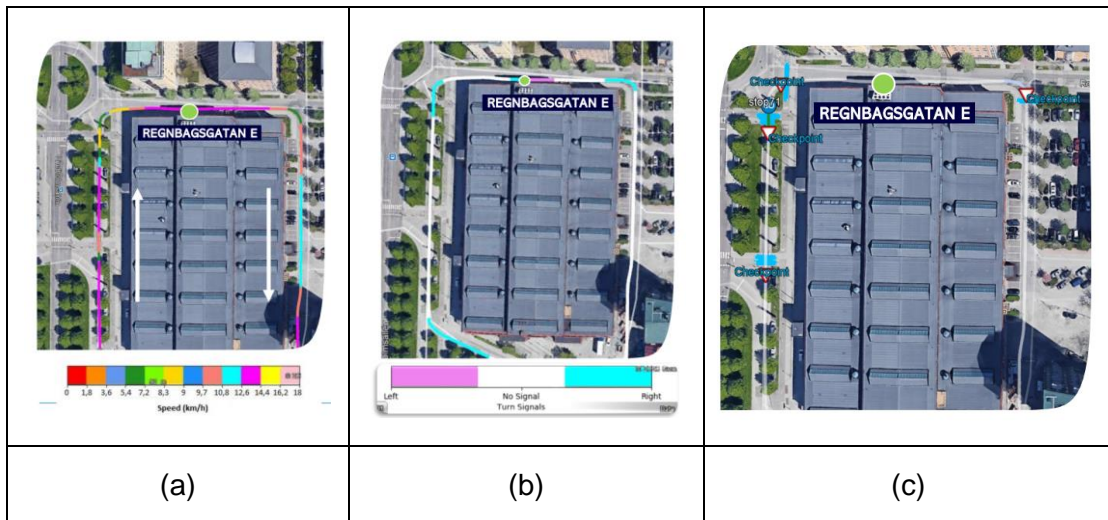 REGNBAGSGATAN E
0 1,8 3,6 5,4 7,2 8,3 9 9,7 10,8 12,6 14,4 16,2 18
Speed (km/h)
(a)
REGNBAGSGATAN E
Left No Signal Right
Turn Signals
(b)
Checkpoint
stop71
Checkpoint
Checkpoint
REGNBAGSGATAN E
Checkpoint
(c)